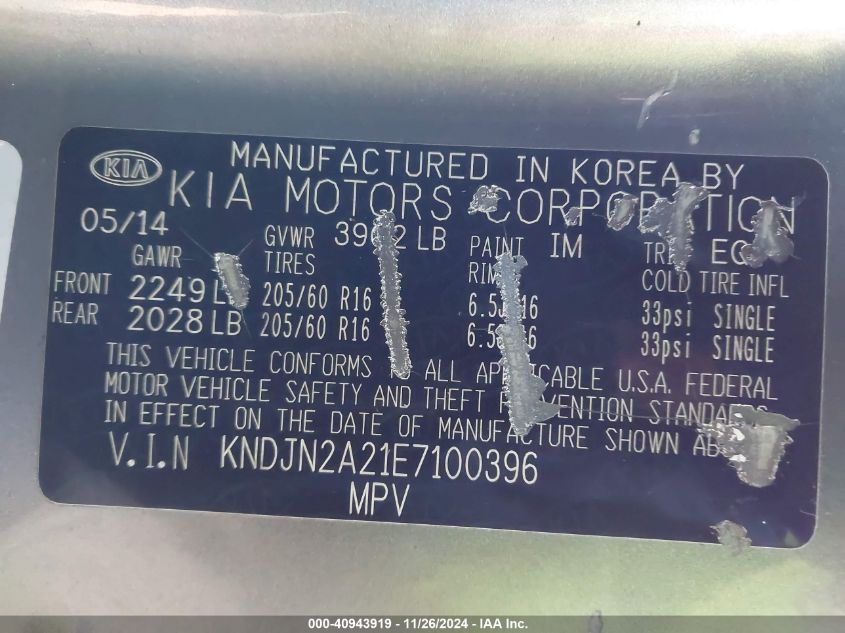 KIA
MANUFACTURED IN KOREA BY
KIA MOTORS CORPORATION
05/14 GVWR LB PAINT IM
GAWR TIRES COLD TIRE INFL
FRONT 2249 205/60 R16 33psi SINGLE
REAR 2028 LB 205/60 R16 33psi SINGLE
THIS VEHICLE CONFORMS ALL U.S.A. FEDERAL
MOTOR VEHICLE SAFETY AND THEFT PREVENTION STANDARDS
IN EFFECT ON THE DATE OF MANUFACTURE SHOWN
V.I.N KNDJN2A21E7100396
MPV
000-40943919 - 11/26/2024 - IAA Inc.